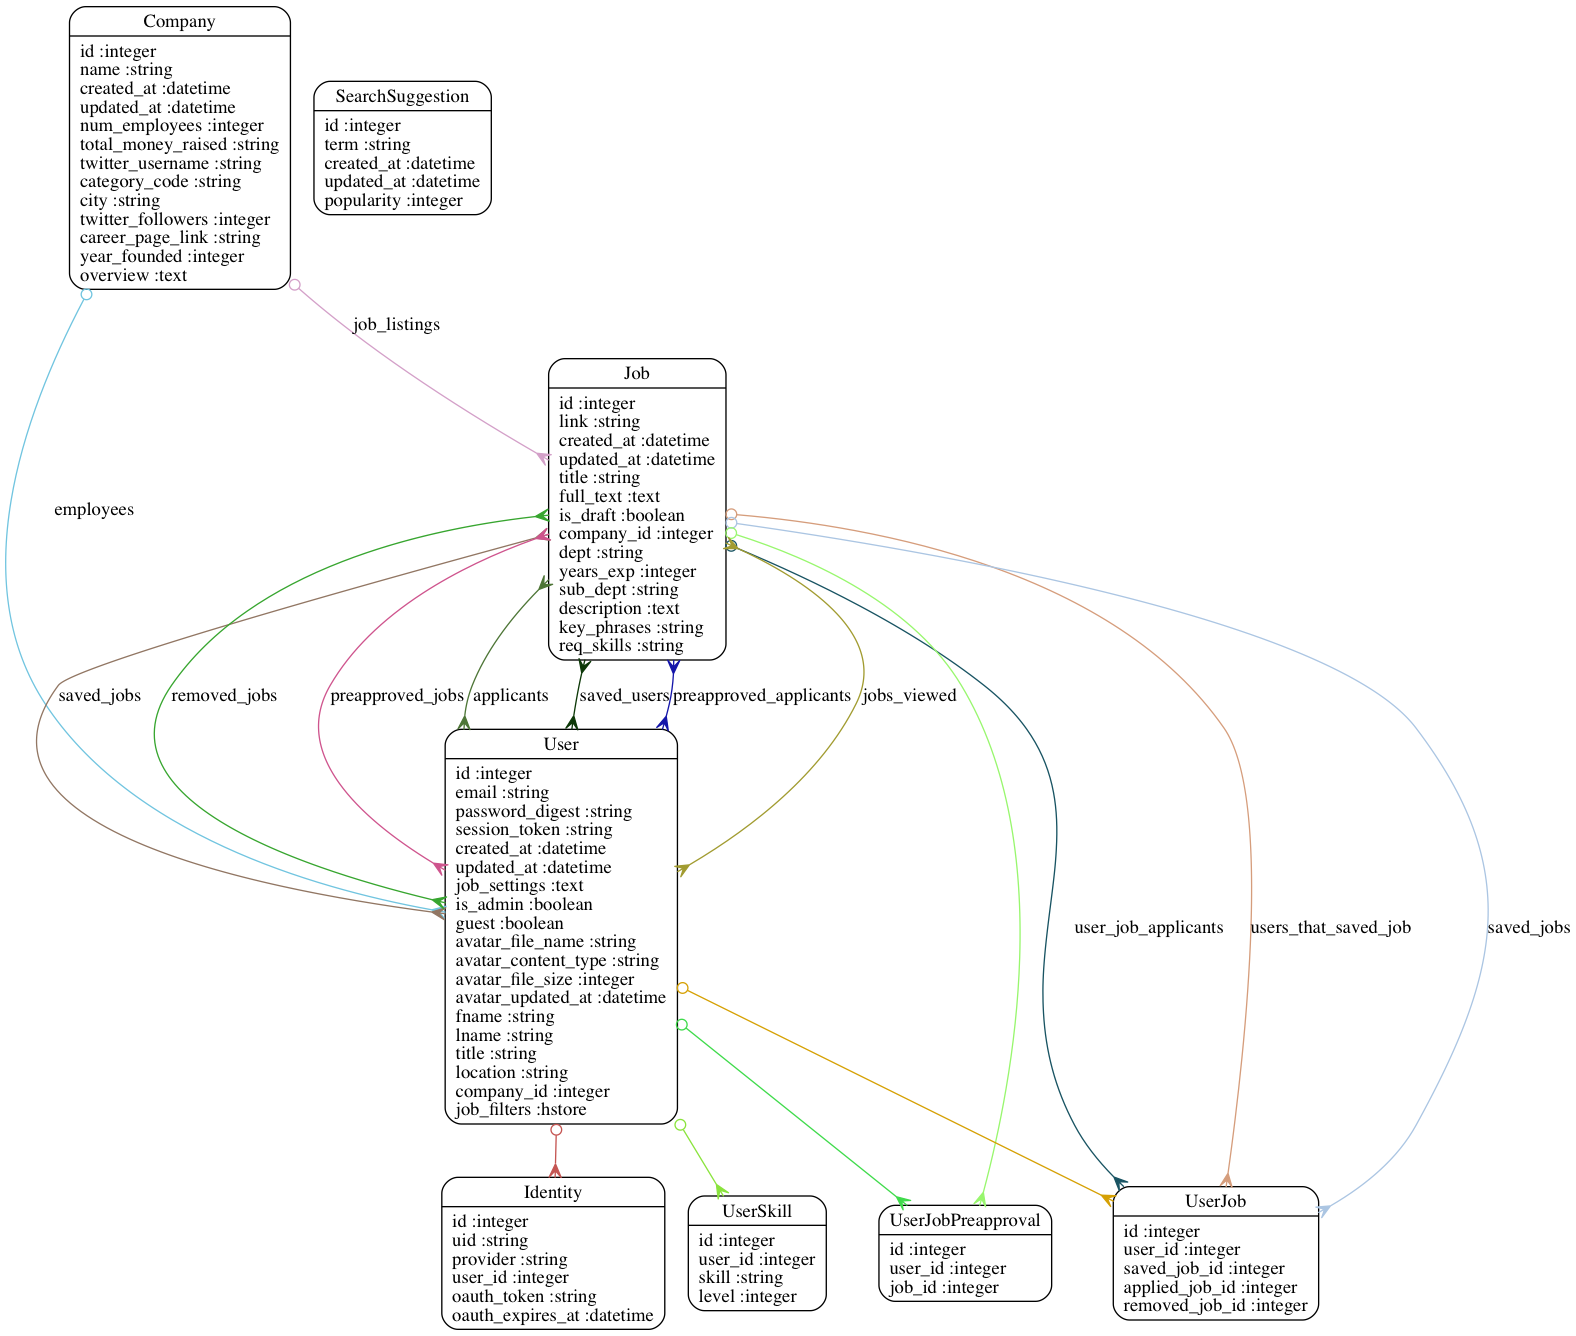 Company
id :integer
name :string
created_at :datetime
updated_at :datetime
num_employees :integer
total_money_raised :string
twitter_username :string
category_code :string
city :string
twitter_followers :integer
career_page_link :string
year_founded :integer
overview :text
SearchSuggestion
id :integer
term :string
created_at :datetime
updated_at :datetime
popularity :integer
job_listings
Job
id :integer
link :string
created_at :datetime
updated_at :datetime
title :string
full_text :text
is_draft :boolean
company_id :integer
dept :string
years_exp :integer
sub_dept :string
description :text
key_phrases :string
req_skills :string
employees
saved_jobs
removed_jobs
preapproved_jobs
applicants
saved_users
preapproved_applicants
jobs_viewed
User
id :integer
email :string
password_digest :string
session_token :string
created_at :datetime
updated_at :datetime
job_settings :text
is_admin :boolean
guest :boolean
avatar_file_name :string
avatar_content_type :string
avatar_file_size :integer
avatar_updated_at :datetime
fname :string
lname :string
title :string
location :string
company_id :integer
job_filters :hstore
user_job_applicants
users_that_saved_job
saved_jobs
Identity
id :integer
uid :string
provider :string
user_id :integer
oauth_token :string
oauth_expires_at :datetime
UserSkill
id :integer
user_id :integer
skill :string
level :integer
UserJobPreapproval
id :integer
user_id :integer
job_id :integer
UserJob
id :integer
user_id :integer
saved_job_id :integer
applied_job_id :integer
removed_job_id :integer